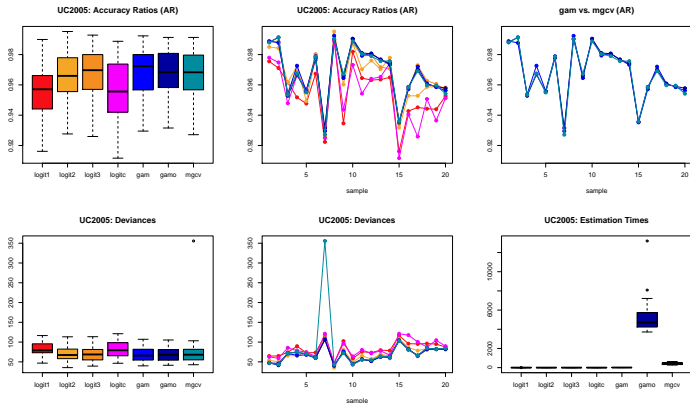 UC2005: Accuracy Ratios (AR)
0.98
0.96
0.94
0.92
logit1 logit2 logit3 logitc gam gamo mgcv
UC2005: Accuracy Ratios (AR)
0.98
0.96
0.94
0.92
5 10 15 20
sample
gam vs. mgcv (AR)
0.98
0.96
0.94
0.92
5 10 15 20
sample
UC2005: Deviances
350
300
250
200
150
100
50
logit1 logit2 logit3 logitc gam gamo mgcv
UC2005: Deviances
350
300
250
200
150
100
50
5 10 15 20
sample
UC2005: Estimation Times
10000
6000
4000
2000
0
logit1 logit2 logit3 logitc gam gamo mgcv